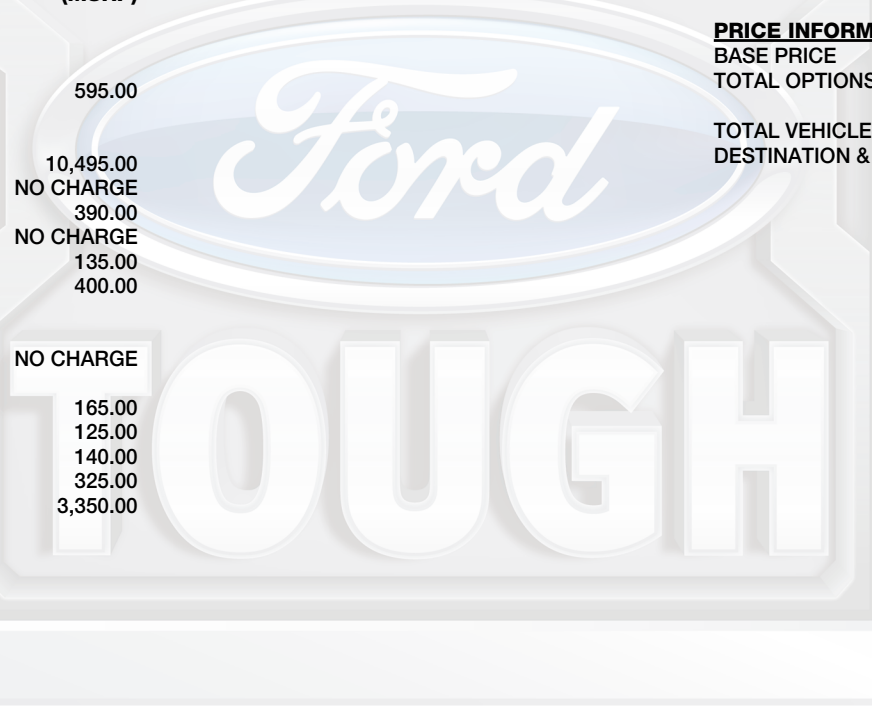 595.00
10,495.00
NO CHARGE
390.00
NO CHARGE
135.00
400.00
NO CHARGE
165.00
125.00
140.00
325.00
3,350.00
PRICE INFORM
BASE PRICE
TOTAL OPTIONS
TOTAL VEHICLE
DESTINATION &
Ford
TOUGH